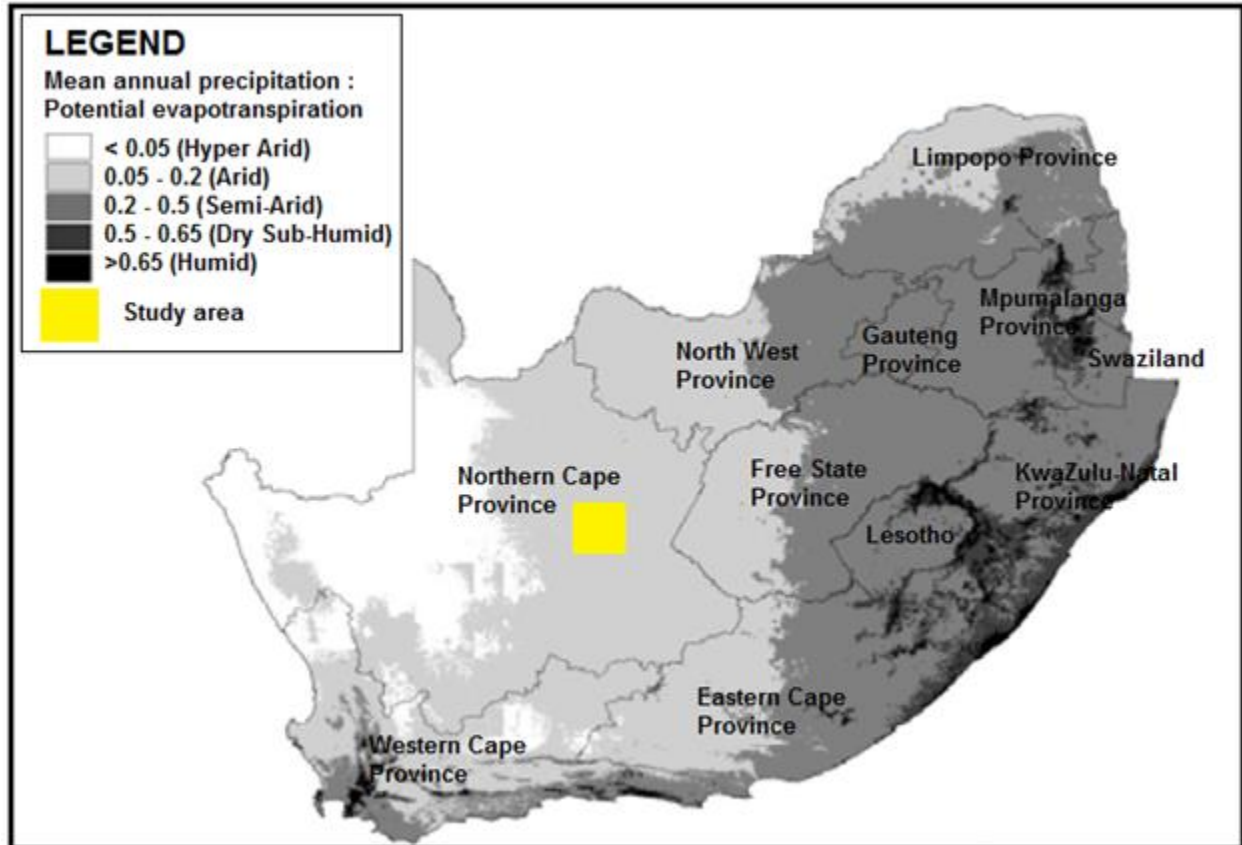 LEGEND
Mean annual precipitation :
Potential evapotranspiration
< 0.05 (Hyper Arid)
0.05 - 0.2 (Arid)
0.2 - 0.5 (Semi-Arid)
0.5 - 0.65 (Dry Sub-Humid)
>0.65 (Humid)
Study area
Limpopo Province
Mpumalanga
Province
Gauteng
Province
North West
Province
Swaziland
Northern Cape
Province
Free State
Province
KwaZulu-Natal
Province
Lesotho
Eastern Cape
Province
Western Cape
Province